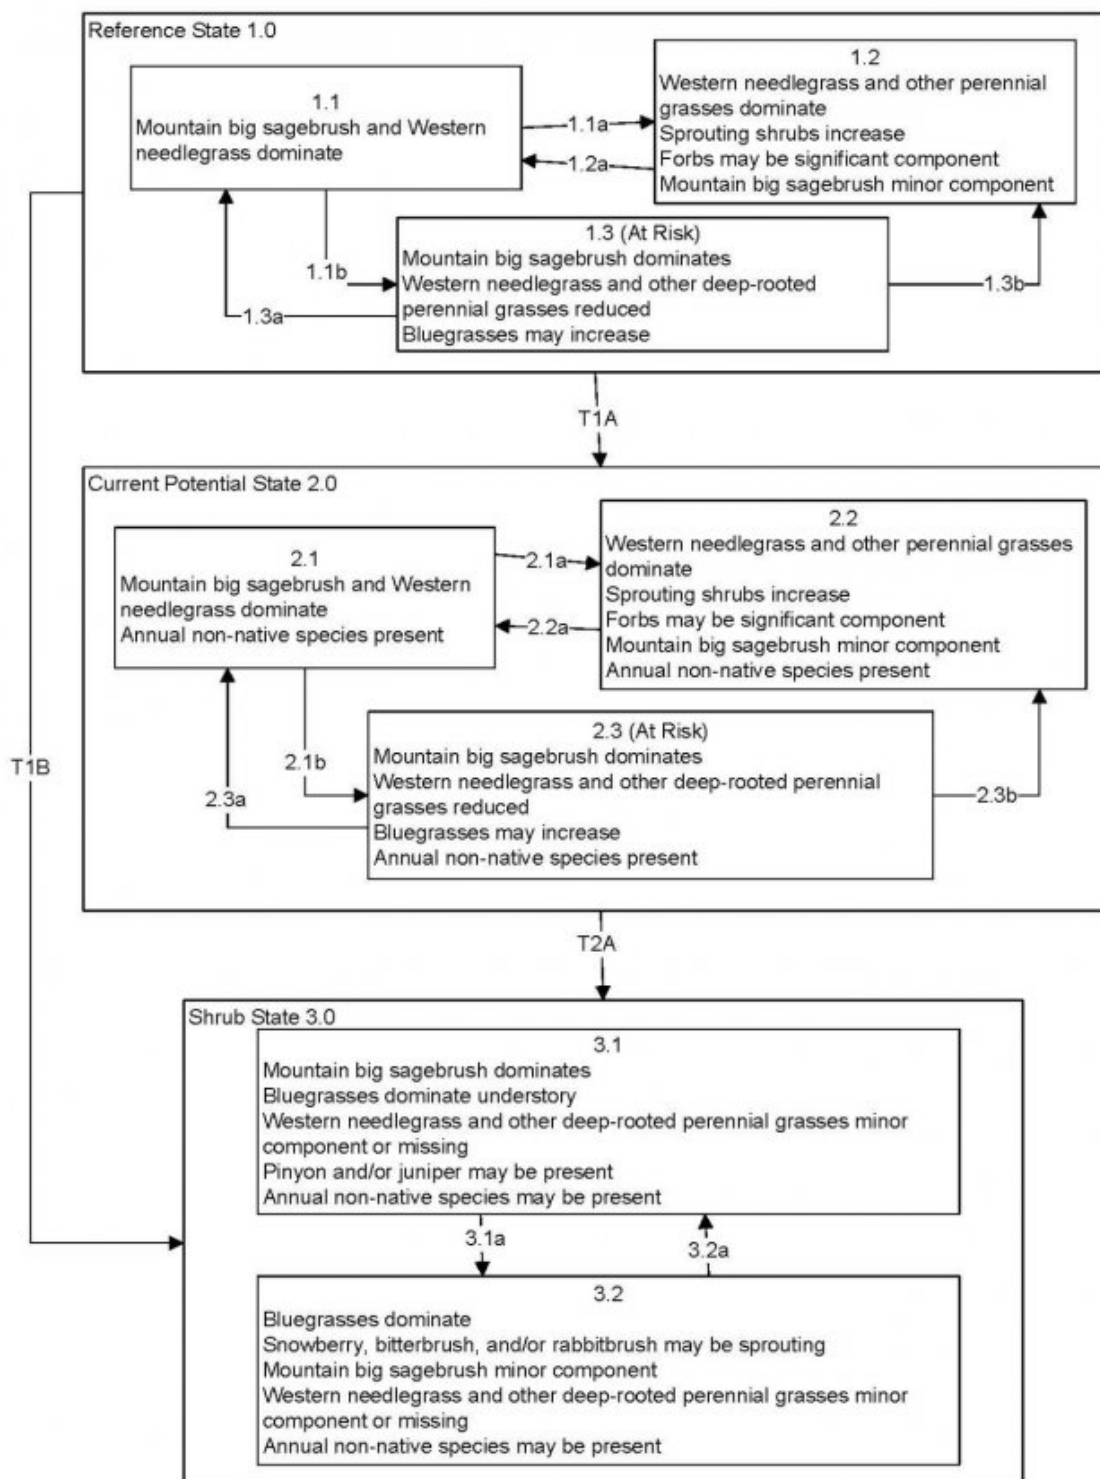 Reference State 1.0
1.1
Mountain big sagebrush and Western
needlegrass dominate
1.1a
1.2a
1.2
Western needlegrass and other perennial
grasses dominate
Sprouting shrubs increase
Forbs may be significant component
Mountain big sagebrush minor component
1.1b
1.3a
1.3 (At Risk)
Mountain big sagebrush dominates
Western needlegrass and other deep-rooted
perennial grasses reduced
Bluegrasses may increase
1.3b
T1A
Current Potential State 2.0
2.1
Mountain big sagebrush and Western
needlegrass dominate
Annual non-native species present
2.1a
2.2a
2.2
Western needlegrass and other perennial grasses
dominate
Sprouting shrubs increase
Forbs may be significant component
Mountain big sagebrush minor component
Annual non-native species present
T1B
2.1b
2.3a
2.3 (At Risk)
Mountain big sagebrush dominates
Western needlegrass and other deep-rooted perennial
grasses reduced
Bluegrasses may increase
Annual non-native species present
2.3b
T2A
Shrub State 3.0
3.1
Mountain big sagebrush dominates
Bluegrasses dominate understory
Western needlegrass and other deep-rooted perennial grasses minor
component or missing
Pinyon and/or juniper may be present
Annual non-native species may be present
3.1a
3.2a
3.2
Bluegrasses dominate
Snowberry, bitterbrush, and/or rabbitbrush may be sprouting
Mountain big sagebrush minor component
Western needlegrass and other deep-rooted perennial grasses minor
component or missing
Annual non-native species may be present